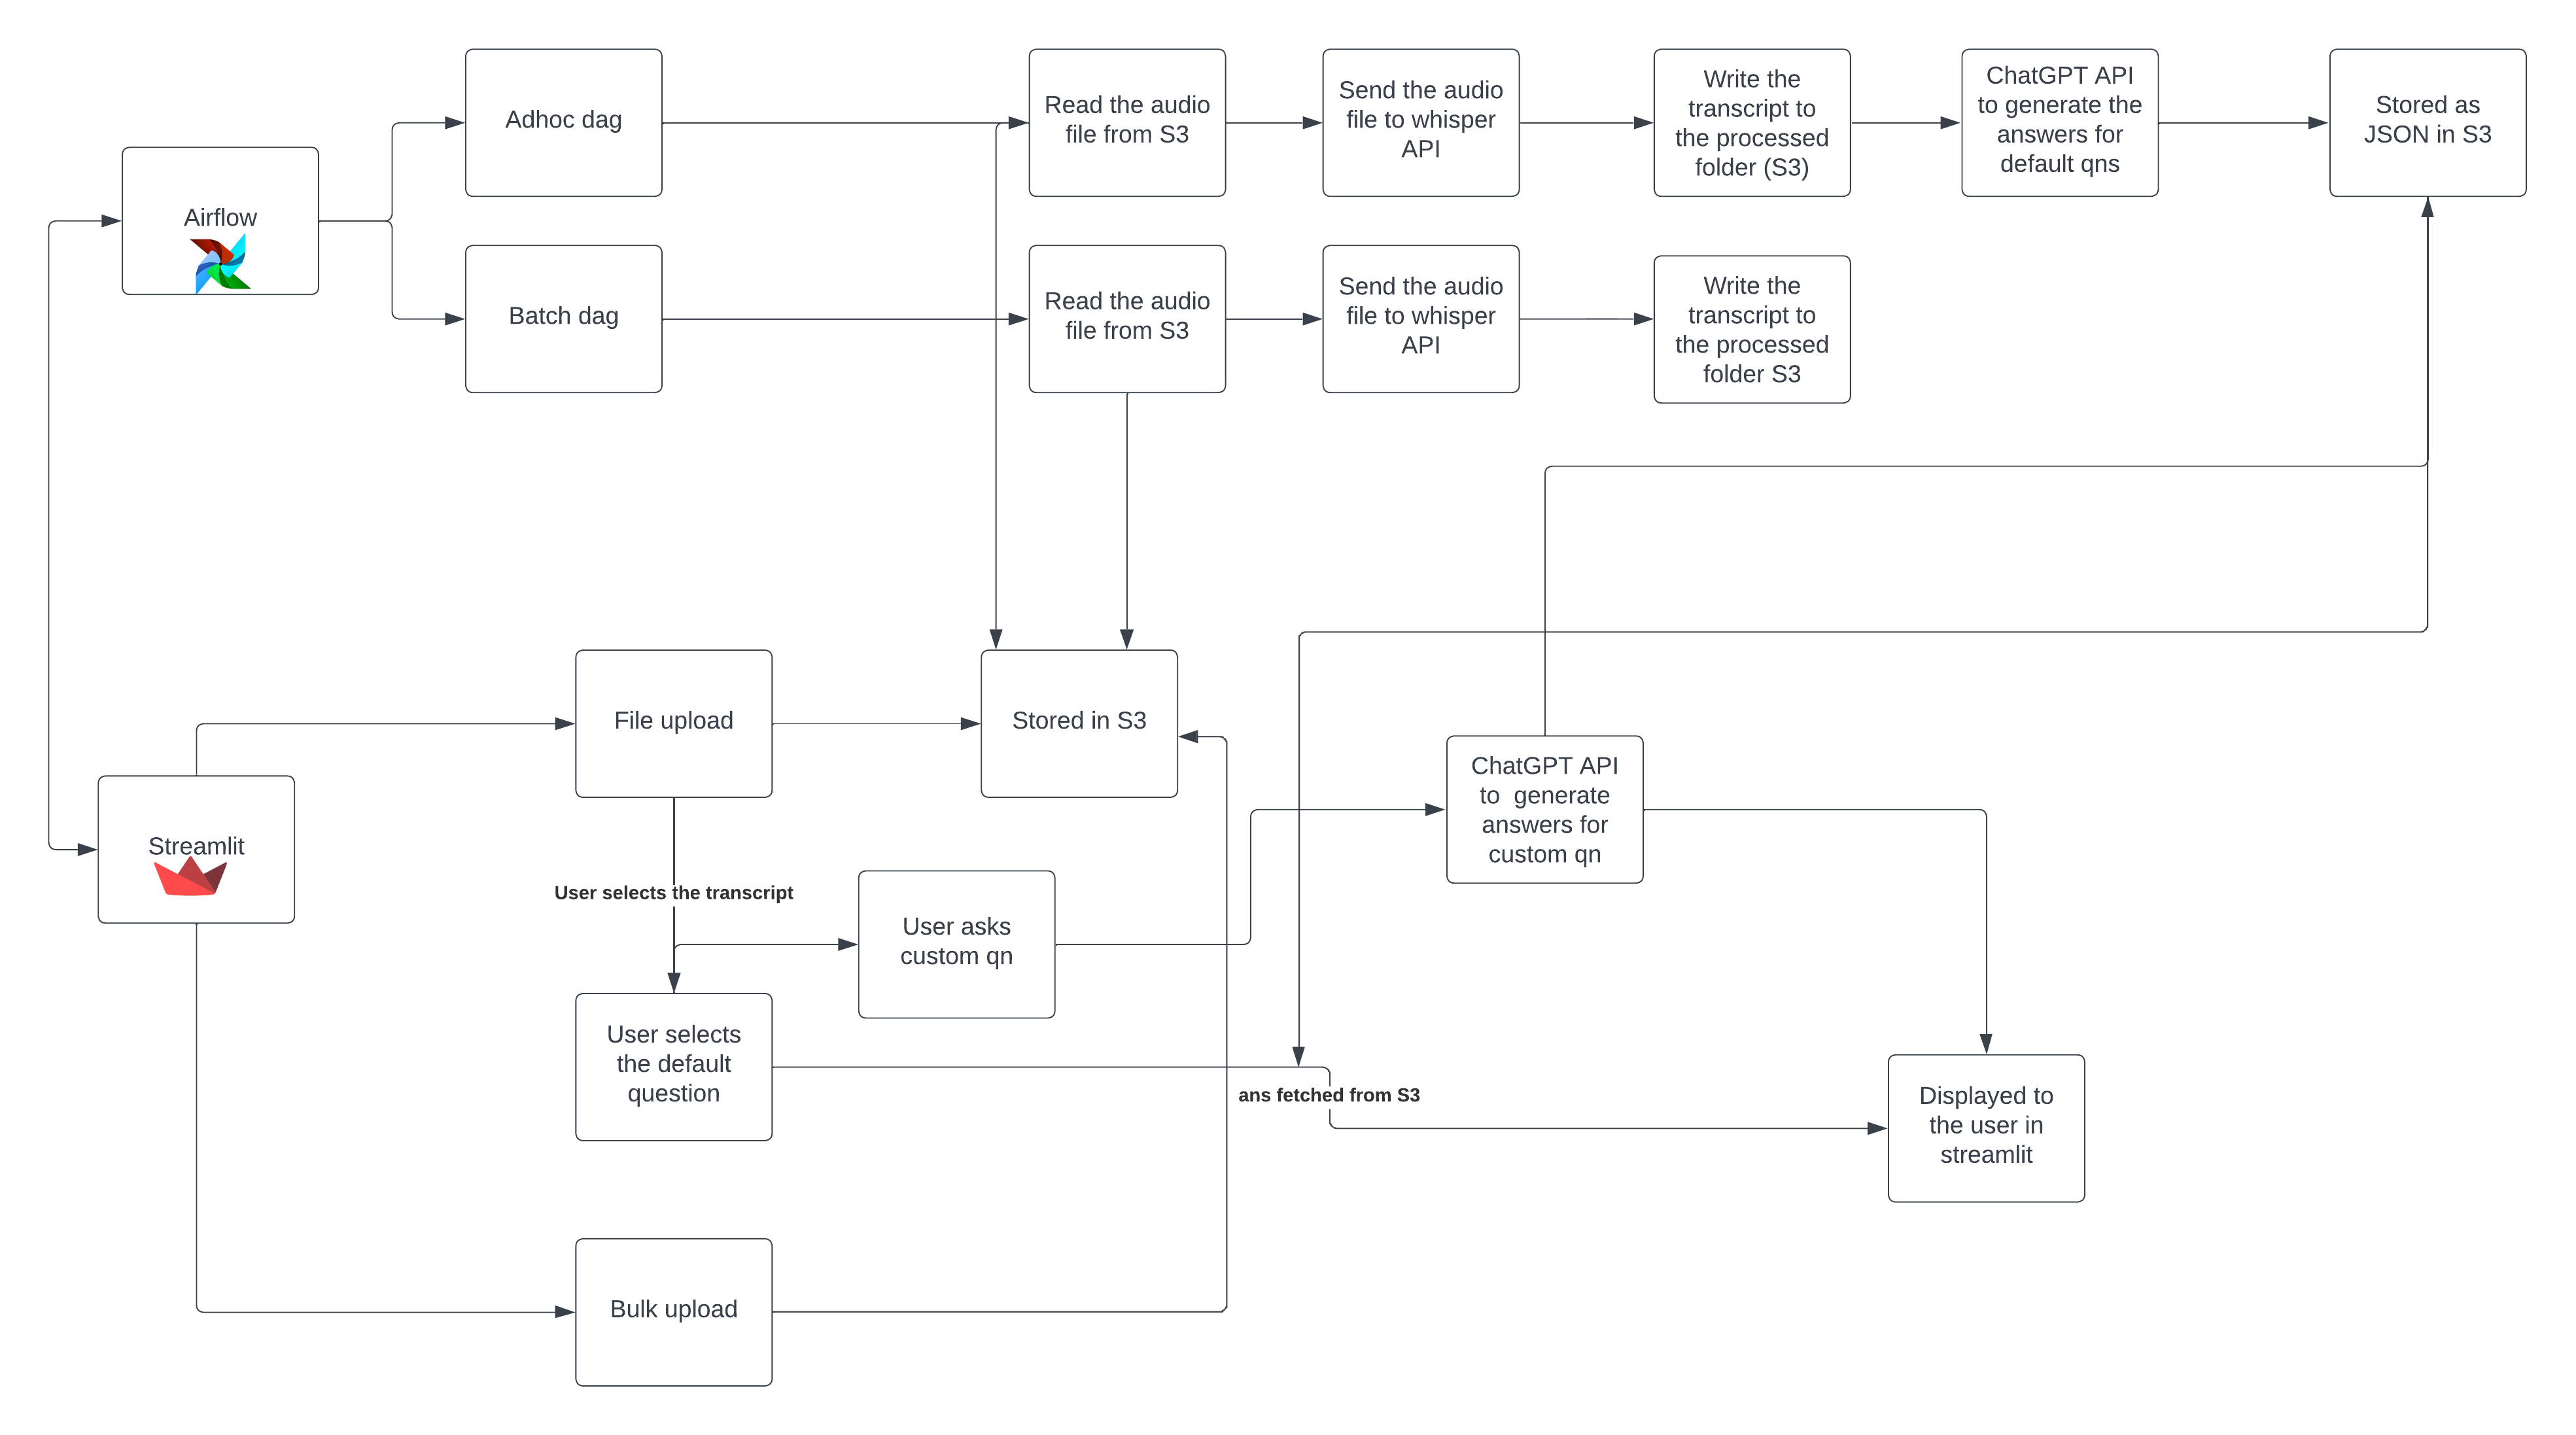 Adhoc dag
Read the audio
file from S3
Send the audio
file to whisper
API
Write the
transcript to
the processed
folder (S3)
ChatGPT API
to generate the
answers for
default qns
Stored as
JSON in S3
Airflow
Batch dag
Read the audio
file from S3
Send the audio
file to whisper
API
Write the
transcript to
the processed
folder S3
File upload
Stored in S3
Streamlit
ChatGPT API
to  generate
answers for
custom qn
User selects the transcript
User asks
custom qn
User selects
the default
question
ans fetched from S3
Displayed to
the user in
streamlit
Bulk upload